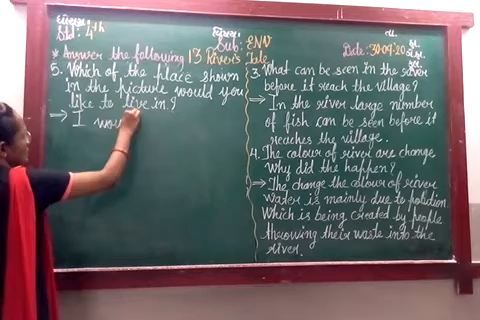 Std: 4th
Sub: ENV
Date: 30-09-20
* Answer the following 13 River's Tale
5. Which of the place shown
in the picture would you
like to live in?
⇒ I wou
3. What can be seen in the river
before it reach the village?
⇒ In the river large number
of fish can be seen before it
reaches the village.
4. The colour of river are change
Why did the happen?
⇒ The change the colour of river
water is mainly due to polution
Which is being created by people
throwing their waste into the
river.